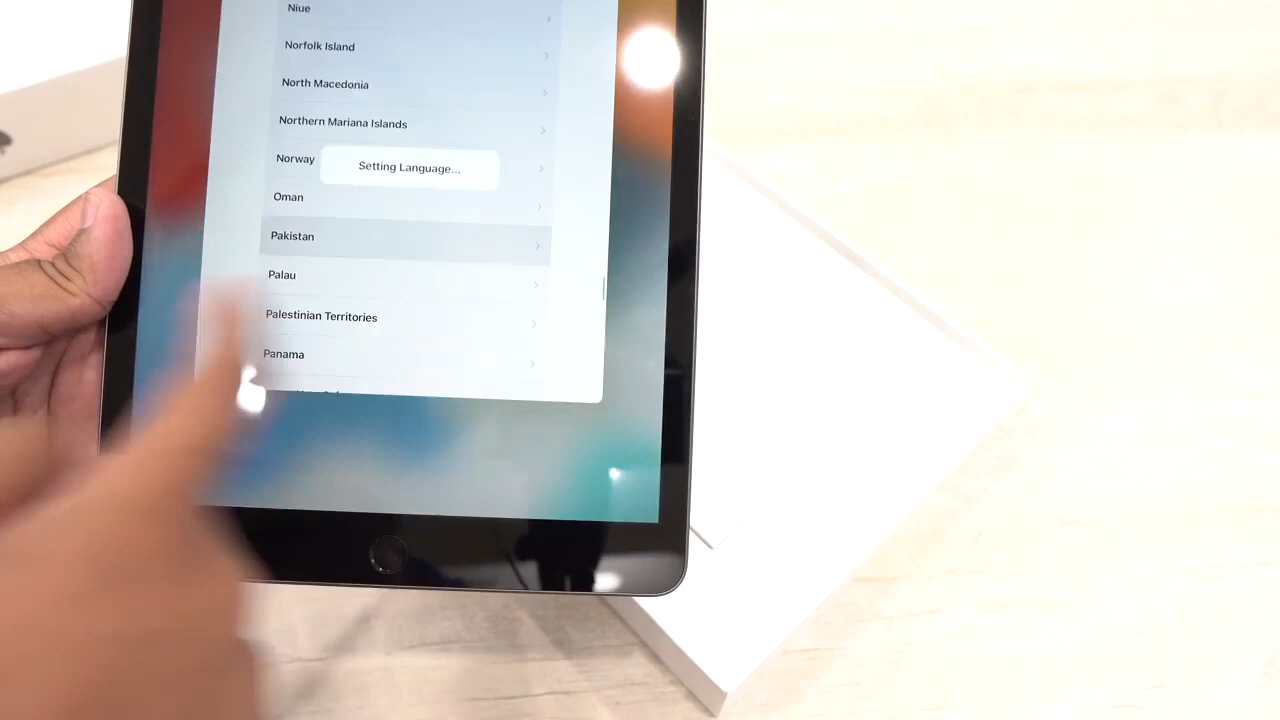 Niue
Norfolk Island
North Macedonia
Northern Mariana Islands
Norway
Setting Language...
Oman
Pakistan
Palau
Palestinian Territories
Panama